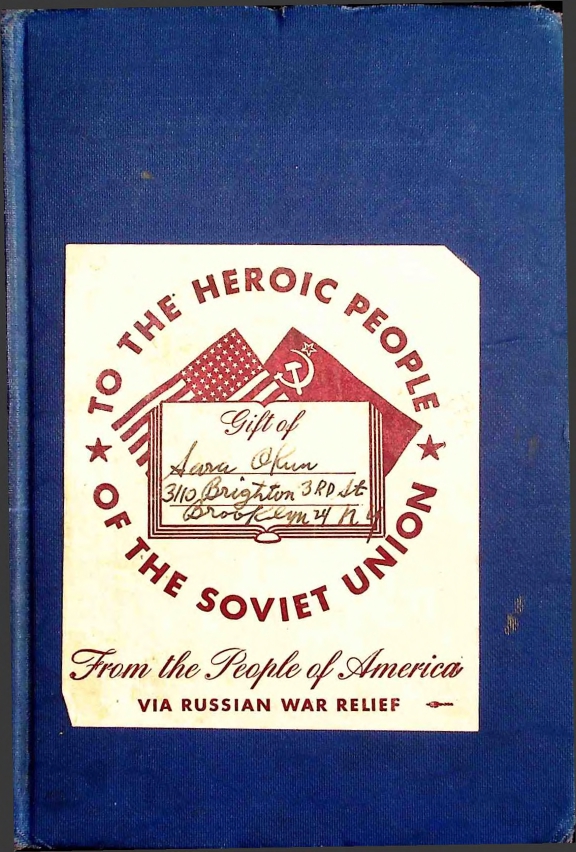 TO THE HEROIC PEOPLE
OF THE SOVIET UNION
Gift of
Sara Okun
3110 Brighton 3RD St
Brooklyn 24 N Y
From the People of America
VIA RUSSIAN WAR RELIEF